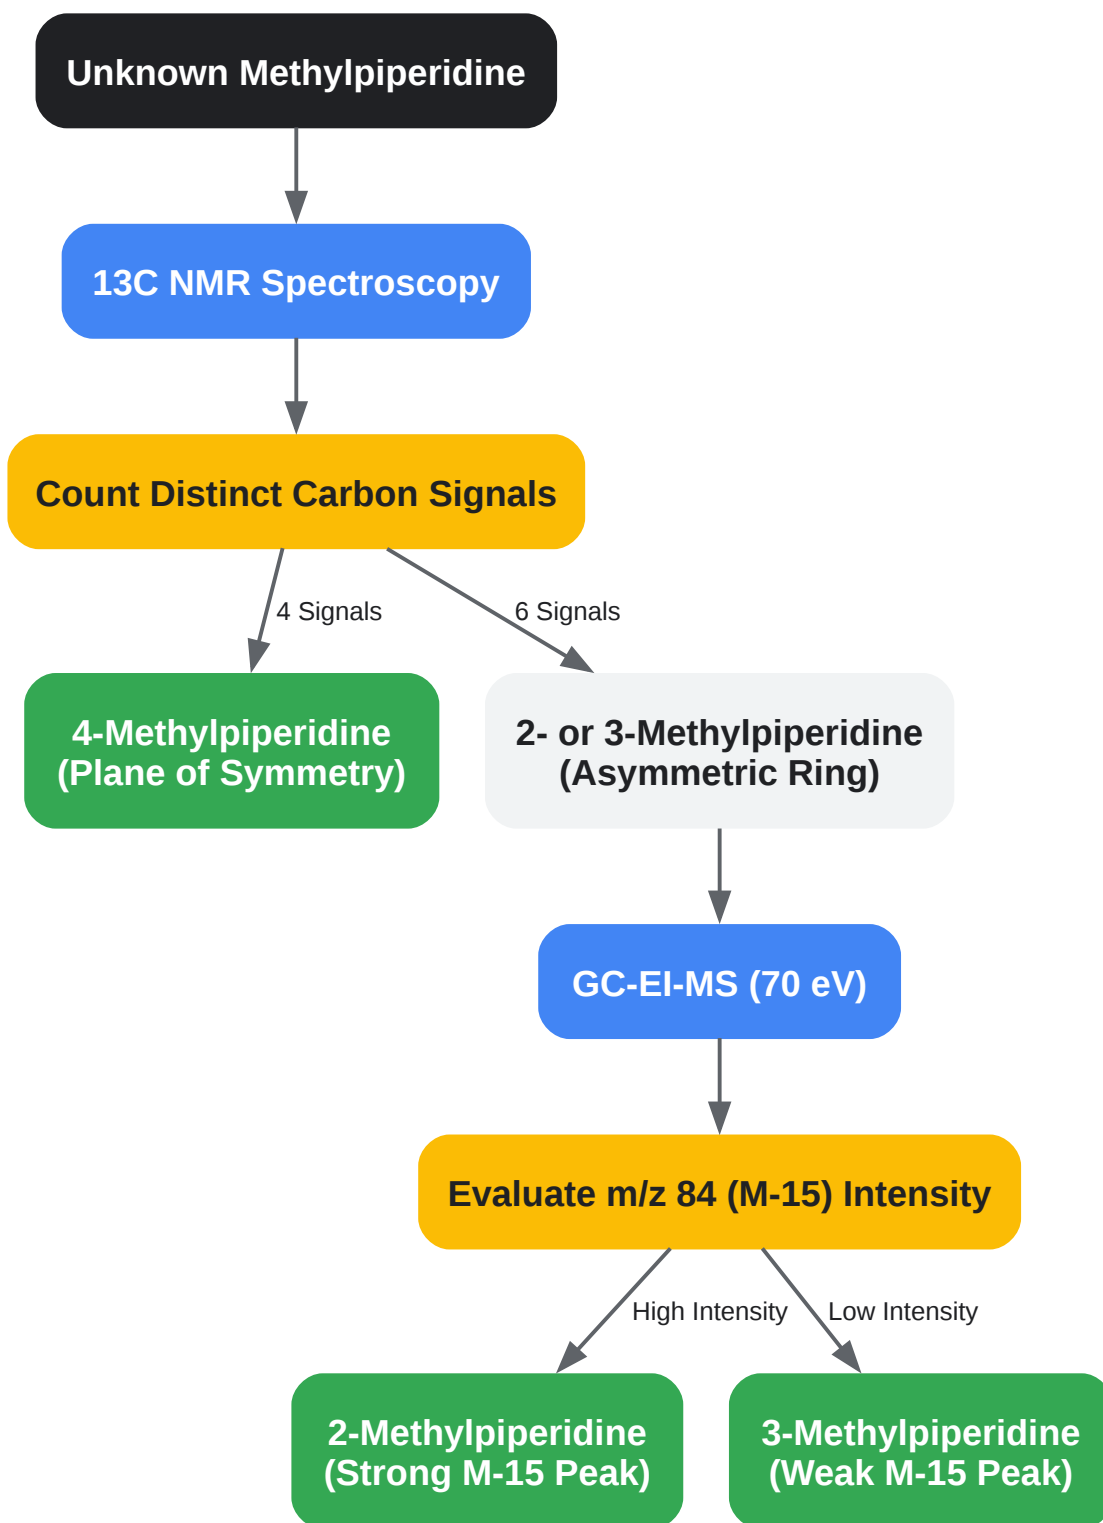 Unknown Methylpiperidine
13C NMR Spectroscopy
Count Distinct Carbon Signals
4 Signals
6 Signals
4-Methylpiperidine
(Plane of Symmetry)
2- or 3-Methylpiperidine
(Asymmetric Ring)
GC-EI-MS (70 eV)
Evaluate m/z 84 (M-15) Intensity
High Intensity
Low Intensity
2-Methylpiperidine
(Strong M-15 Peak)
3-Methylpiperidine
(Weak M-15 Peak)